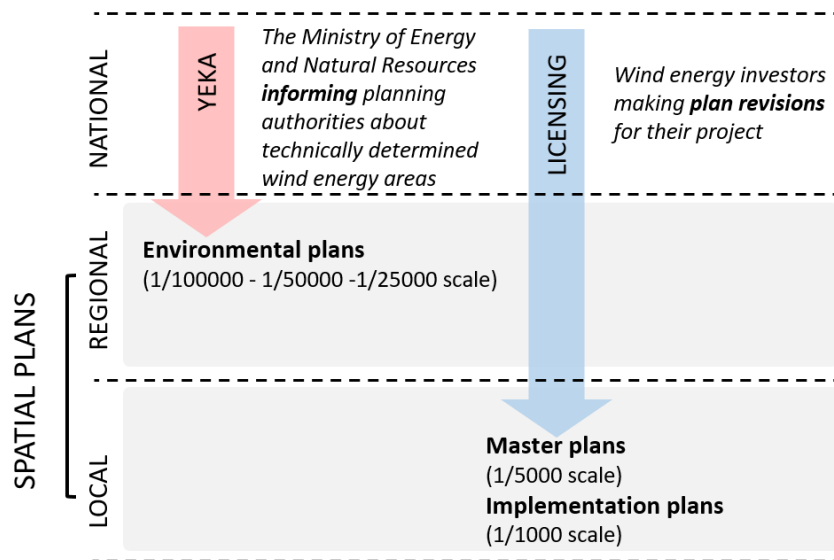 NATIONAL
YEKA
The Ministry of Energy
and Natural Resources
informing planning
authorities about
technically determined
wind energy areas
LICENSING
Wind energy investors
making plan revisions
for their project
SPATIAL PLANS
REGIONAL
Environmental plans
(1/100000 - 1/50000 -1/25000 scale)
LOCAL
Master plans
(1/5000 scale)
Implementation plans
(1/1000 scale)